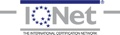 IQNet®
THE INTERNATIONAL CERTIFICATION NETWORK